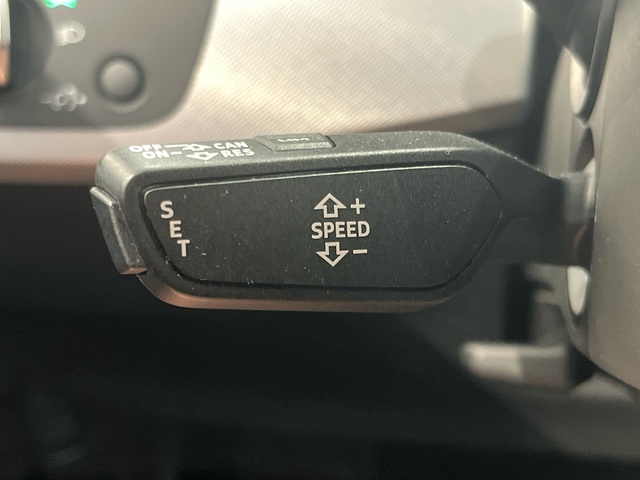 OFF CAN
ON RES
S
E
T
+
SPEED
-